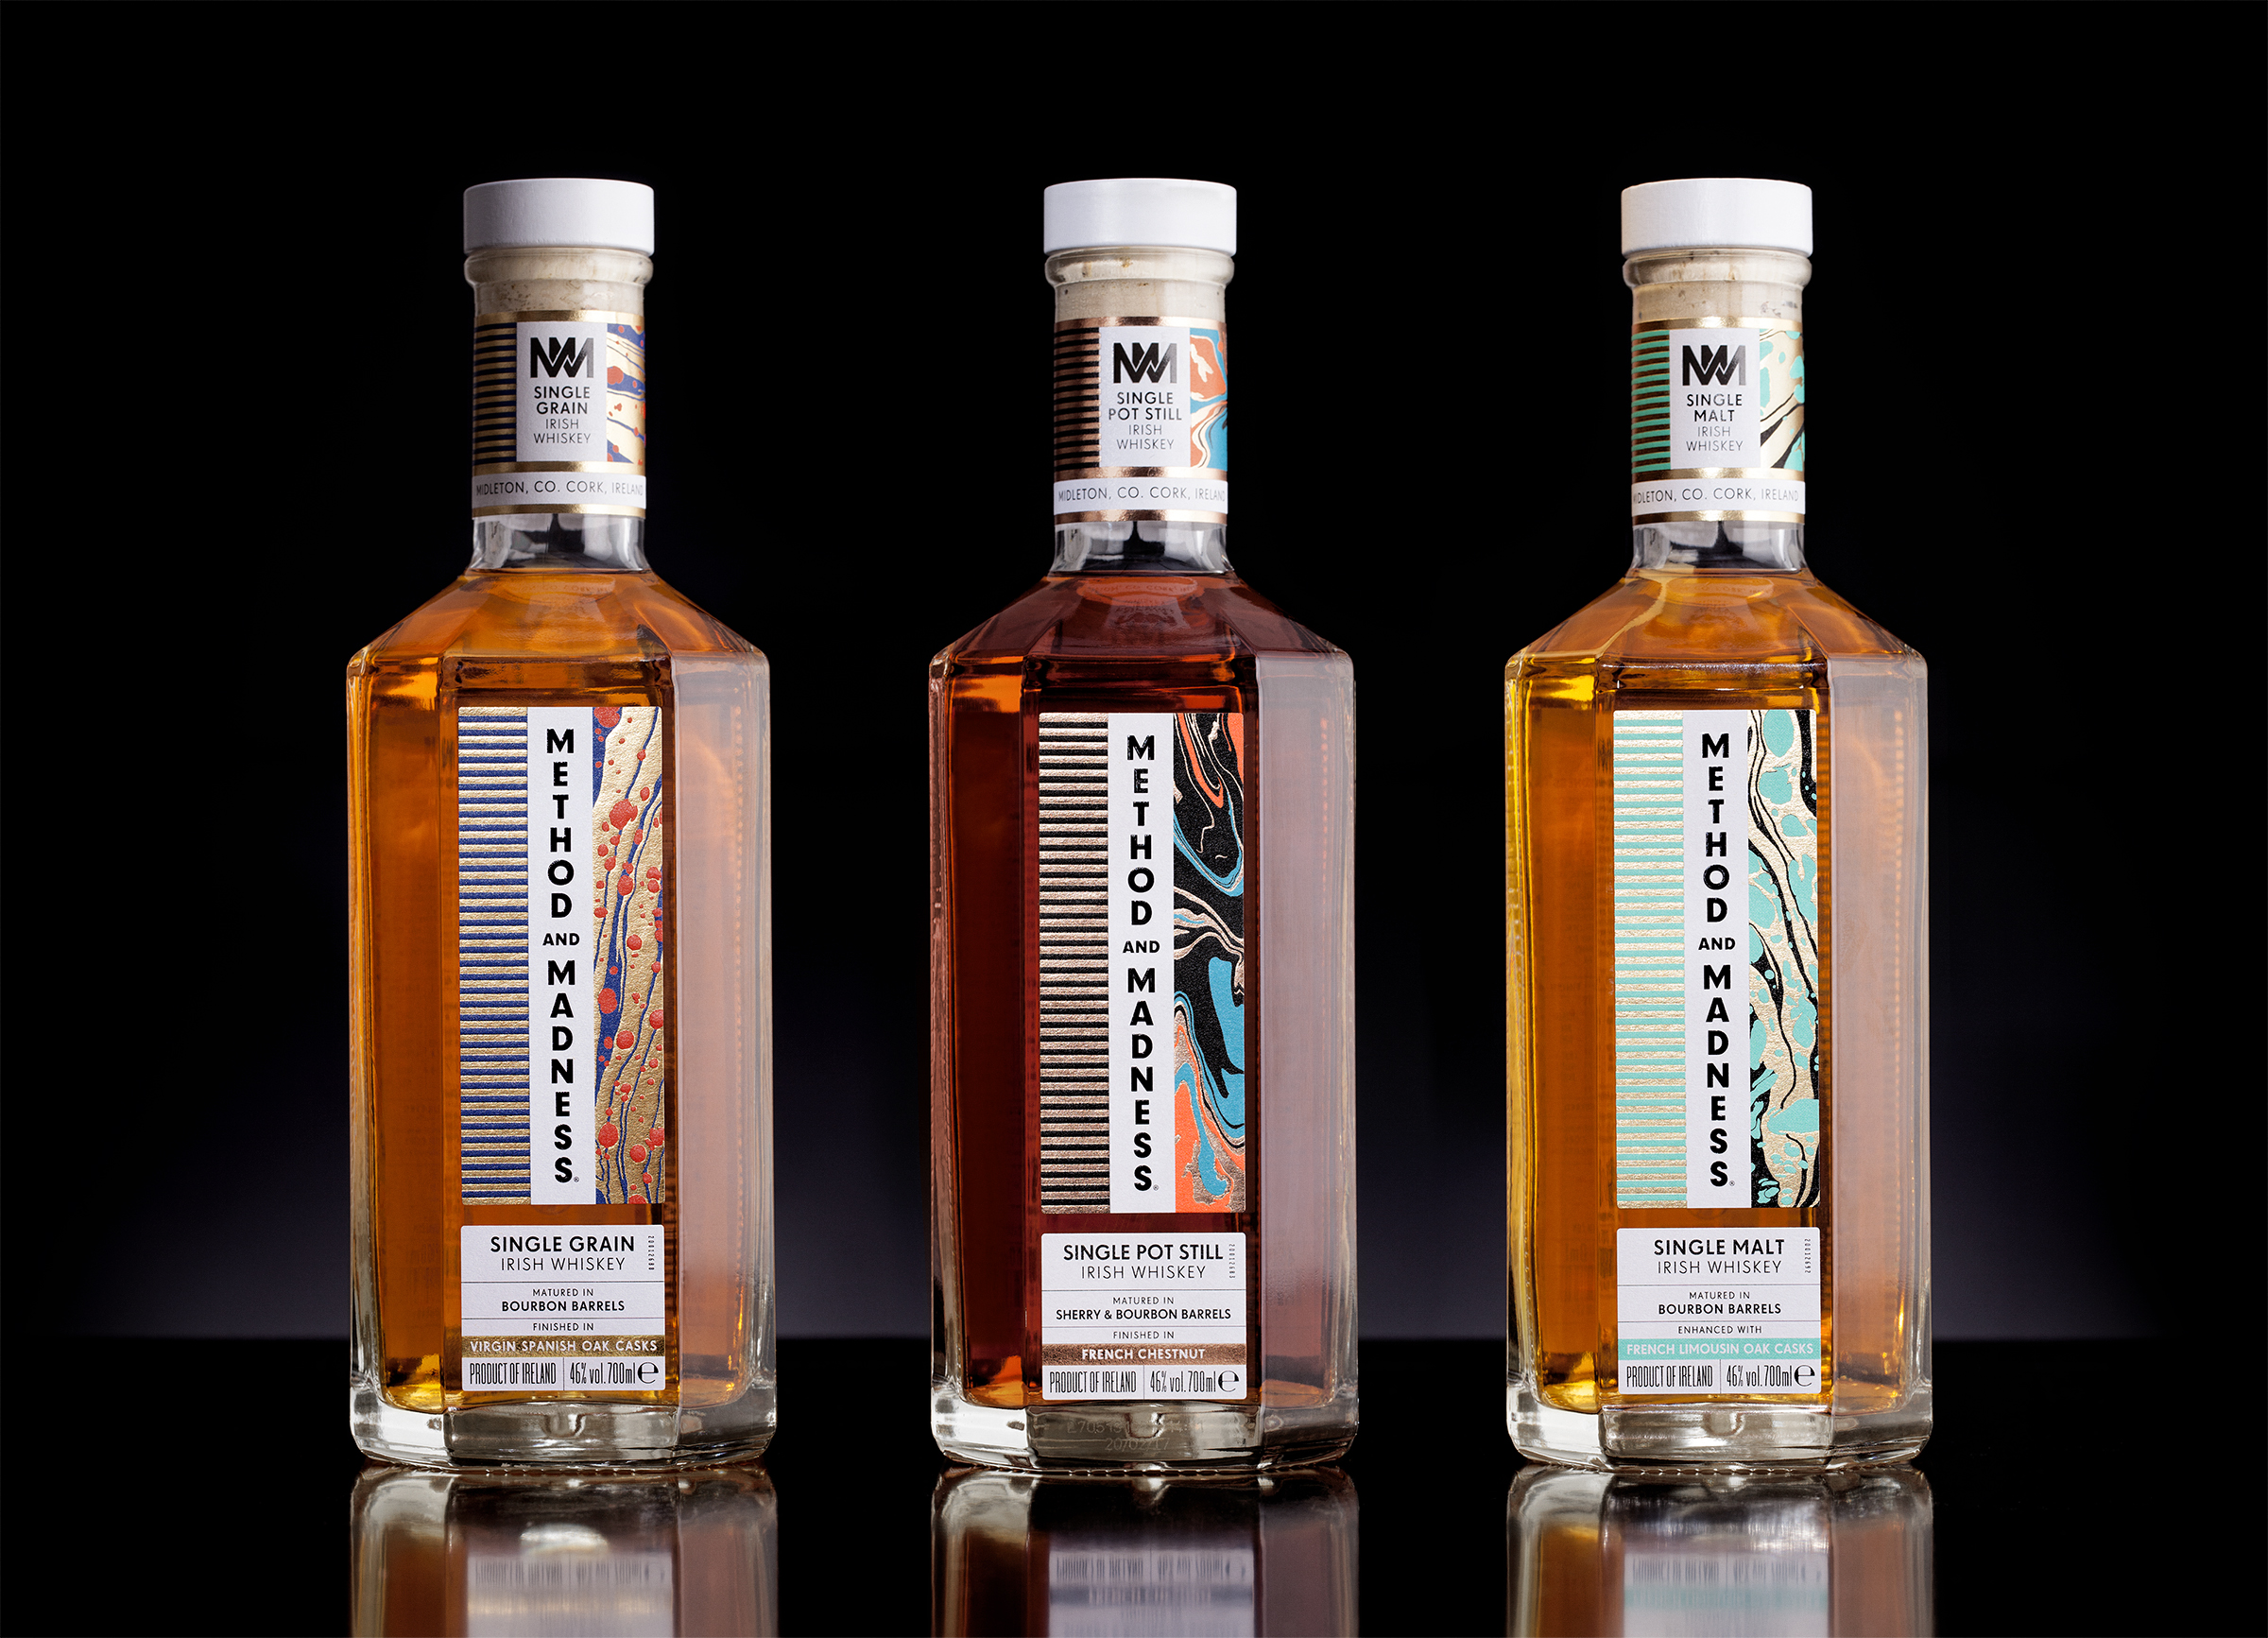 NM
SINGLE
GRAIN
IRISH
WHISKEY
MIDLETON, CO. CORK, IRELAND
METHOD
AND
MADNESS®
SINGLE GRAIN
IRISH WHISKEY
MATURED IN
BOURBON BARRELS
FINISHED IN
VIRGIN SPANISH OAK CASKS
PRODUCT OF IRELAND
46% vol. 700ml ℮
NM
SINGLE
POT STILL
IRISH
WHISKEY
MIDLETON, CO. CORK, IRELAND
METHOD
AND
MADNESS®
SINGLE POT STILL
IRISH WHISKEY
MATURED IN
SHERRY & BOURBON BARRELS
FINISHED IN
FRENCH CHESTNUT
PRODUCT OF IRELAND
46% vol. 700ml ℮
NM
SINGLE
MALT
IRISH
WHISKEY
MIDLETON, CO. CORK, IRELAND
METHOD
AND
MADNESS®
SINGLE MALT
IRISH WHISKEY
MATURED IN
BOURBON BARRELS
ENHANCED WITH
FRENCH LIMOUSIN OAK CASKS
PRODUCT OF IRELAND
46% vol. 700ml ℮